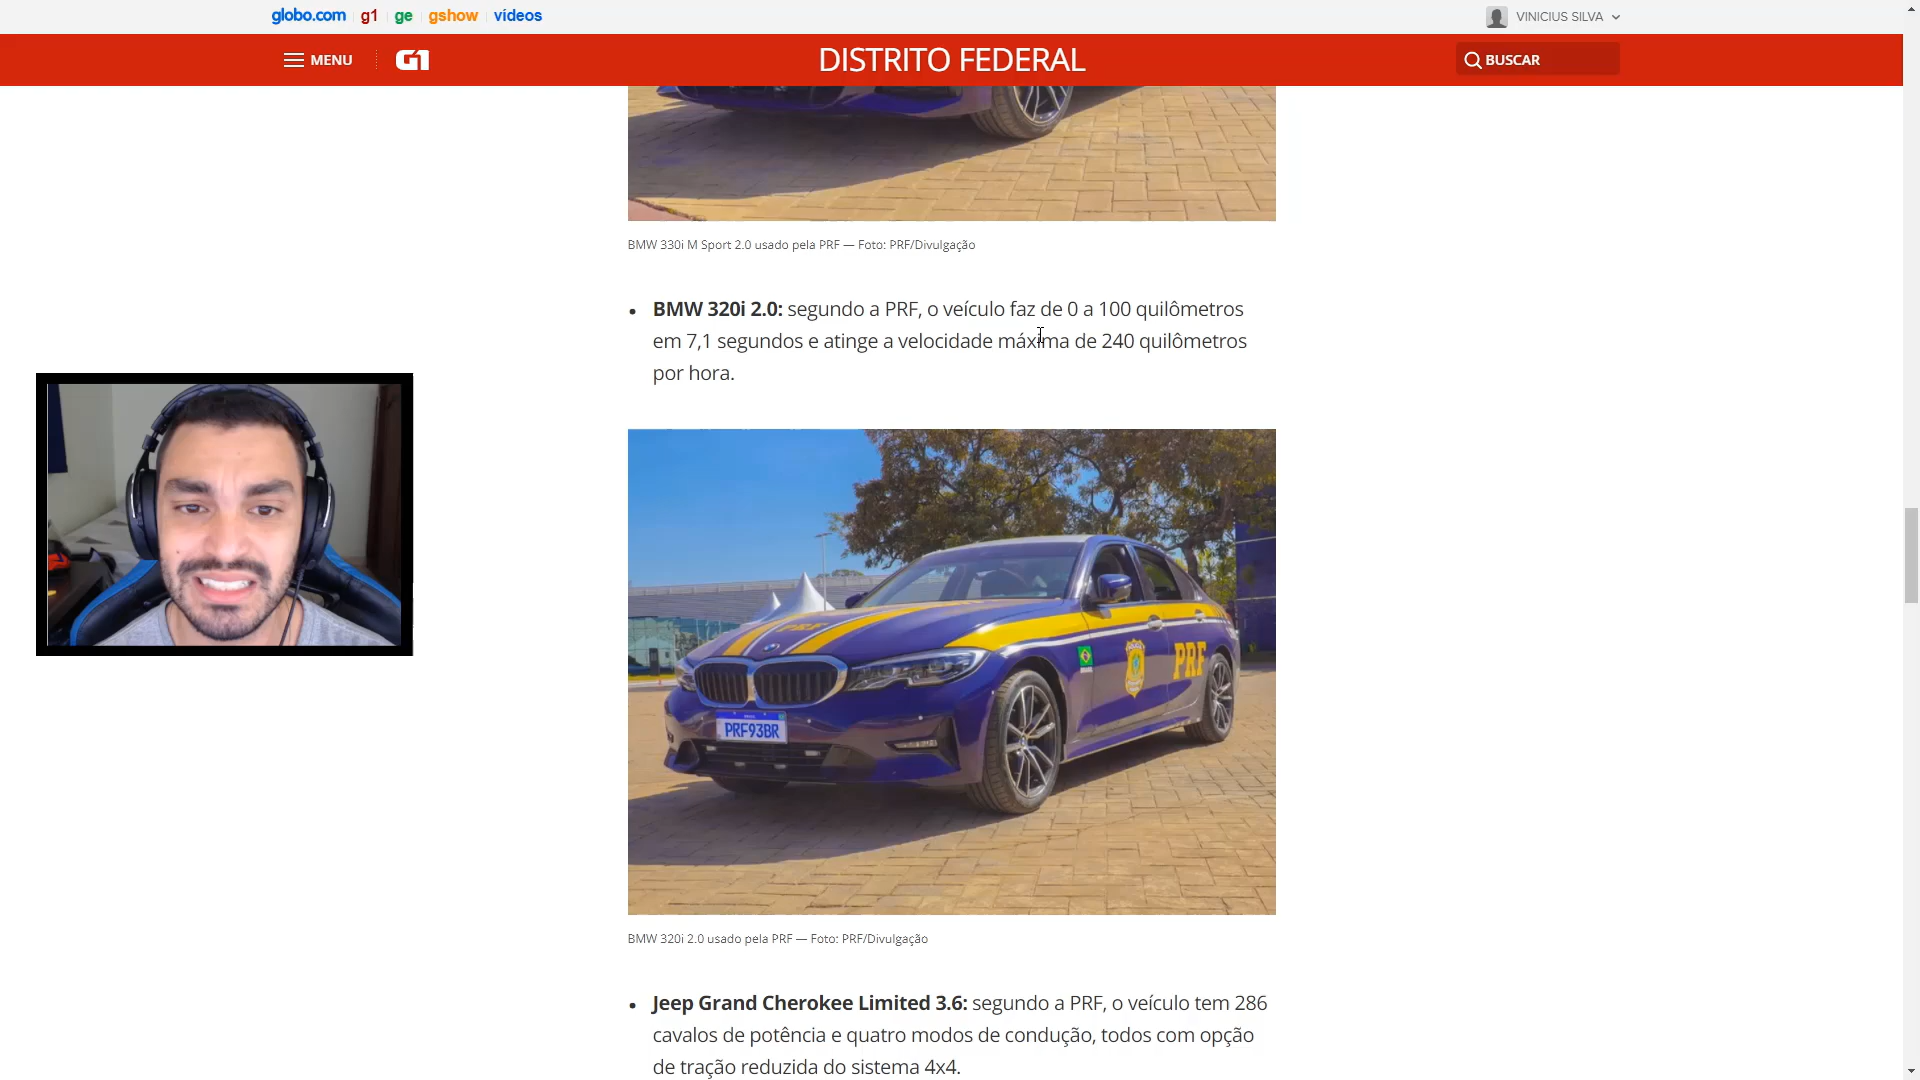 globo.com g1 ge gshow vídeos
VINICIUS SILVA
MENU G1 DISTRITO FEDERAL BUSCAR
BMW 330i M Sport 2.0 usado pela PRF — Foto: PRF/Divulgação
• BMW 320i 2.0: segundo a PRF, o veículo faz de 0 a 100 quilômetros
em 7,1 segundos e atinge a velocidade máxima de 240 quilômetros
por hora.
PRF
PRF
PRF93BR
BMW 320i 2.0 usado pela PRF — Foto: PRF/Divulgação
• Jeep Grand Cherokee Limited 3.6: segundo a PRF, o veículo tem 286
cavalos de potência e quatro modos de condução, todos com opção
de tração reduzida do sistema 4x4.